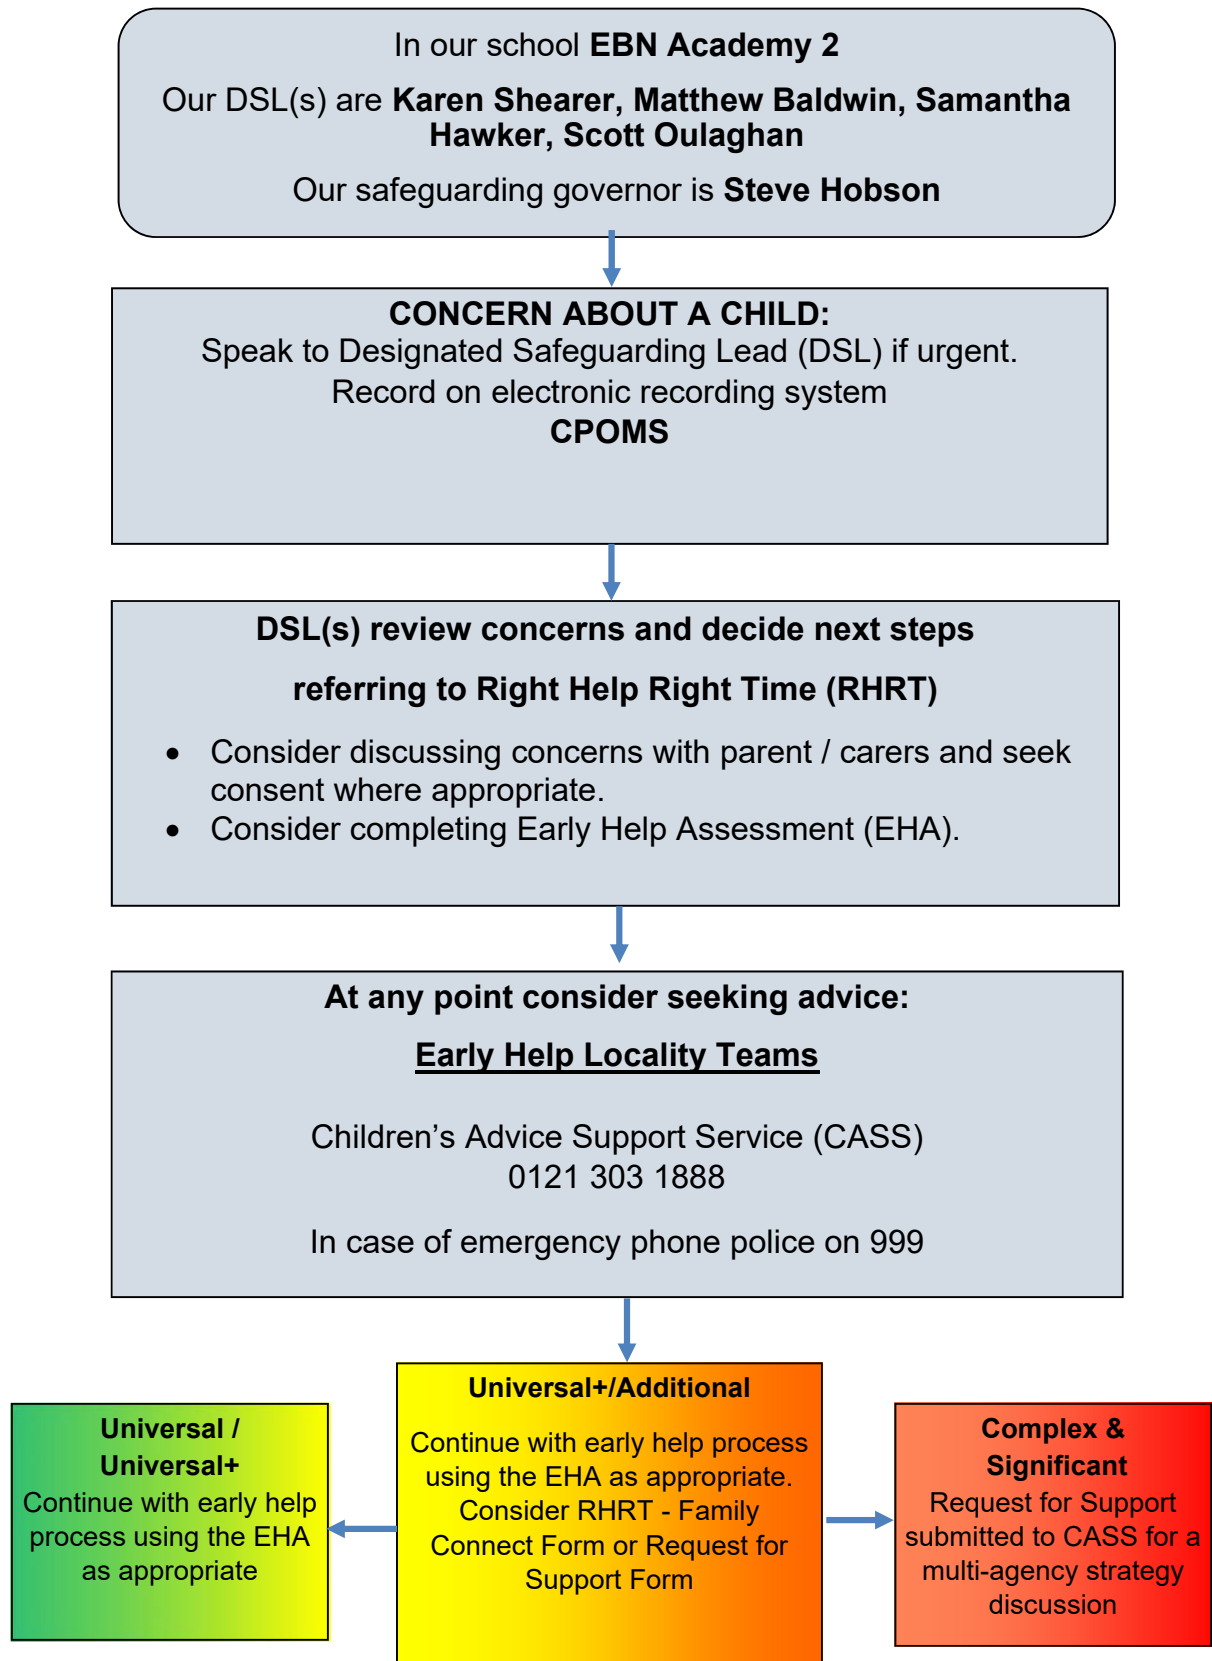 In our school EBN Academy 2
Our DSL(s) are Karen Shearer, Matthew Baldwin, Samantha
Hawker, Scott Oulaghan
Our safeguarding governor is Steve Hobson
CONCERN ABOUT A CHILD:
Speak to Designated Safeguarding Lead (DSL) if urgent.
Record on electronic recording system
CPOMS
DSL(s) review concerns and decide next steps
referring to Right Help Right Time (RHRT)
• Consider discussing concerns with parent / carers and seek
consent where appropriate.
• Consider completing Early Help Assessment (EHA).
At any point consider seeking advice:
Early Help Locality Teams
Children’s Advice Support Service (CASS)
0121 303 1888
In case of emergency phone police on 999
Universal /
Universal+
Continue with early help
process using the EHA
as appropriate
Universal+/Additional
Continue with early help process
using the EHA as appropriate.
Consider RHRT - Family
Connect Form or Request for
Support Form
Complex &
Significant
Request for Support
submitted to CASS for a
multi-agency strategy
discussion